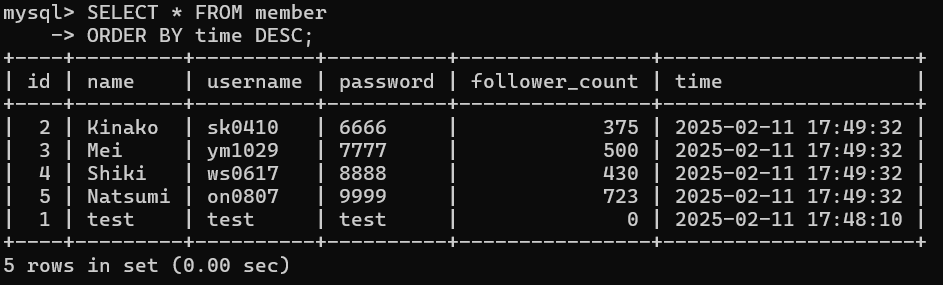 mysql> SELECT * FROM member
    -> ORDER BY time DESC;
+----+---------+----------+----------+----------------+---------------------+
| id | name    | username | password | follower_count | time                |
+----+---------+----------+----------+----------------+---------------------+
|  2 | Kinako  | sk0410   | 6666     |            375 | 2025-02-11 17:49:32 |
|  3 | Mei     | ym1029   | 7777     |            500 | 2025-02-11 17:49:32 |
|  4 | Shiki   | ws0617   | 8888     |            430 | 2025-02-11 17:49:32 |
|  5 | Natsumi | on0807   | 9999     |            723 | 2025-02-11 17:49:32 |
|  1 | test    | test     | test     |              0 | 2025-02-11 17:48:10 |
+----+---------+----------+----------+----------------+---------------------+
5 rows in set (0.00 sec)